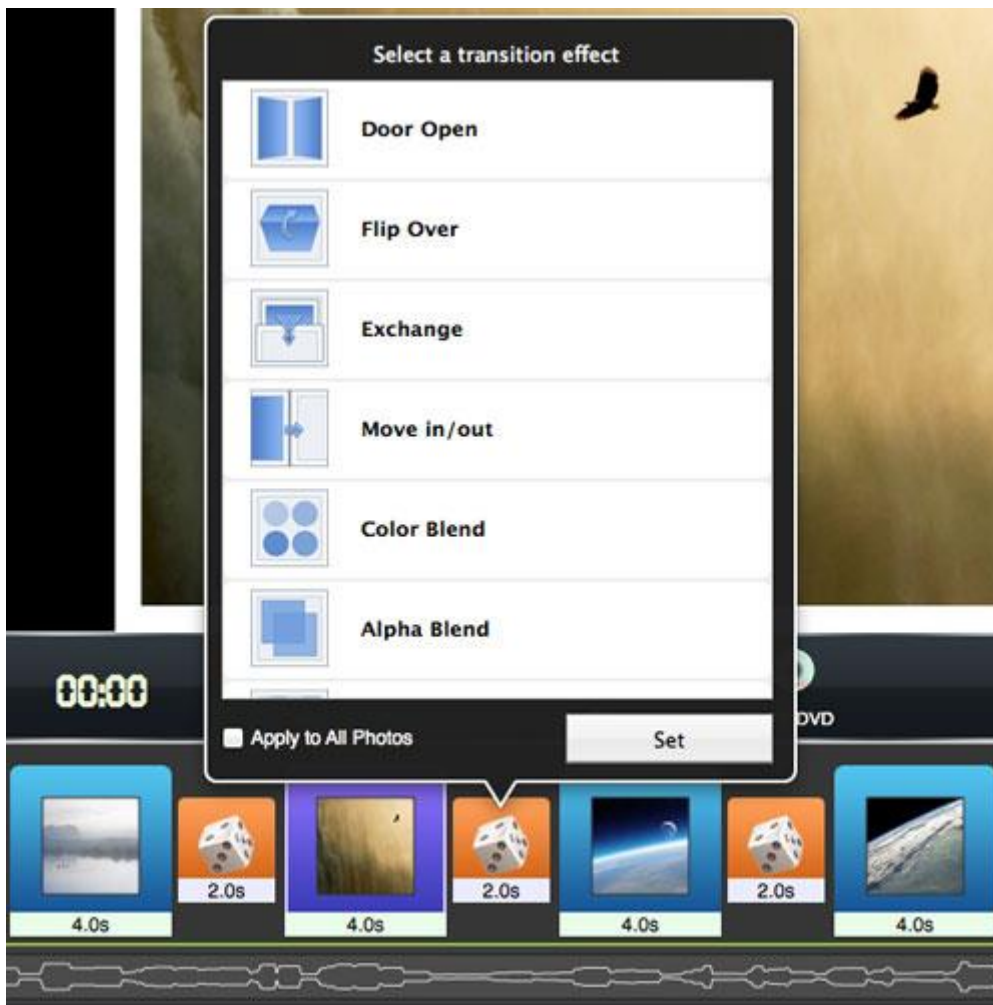 Select a transition effect
Door Open
Flip Over
Exchange
Move in/out
Color Blend
Alpha Blend
00:00
DVD
Apply to All Photos
Set
2.0s
2.0s
2.0s
4.0s
4.0s
4.0s
4.0s